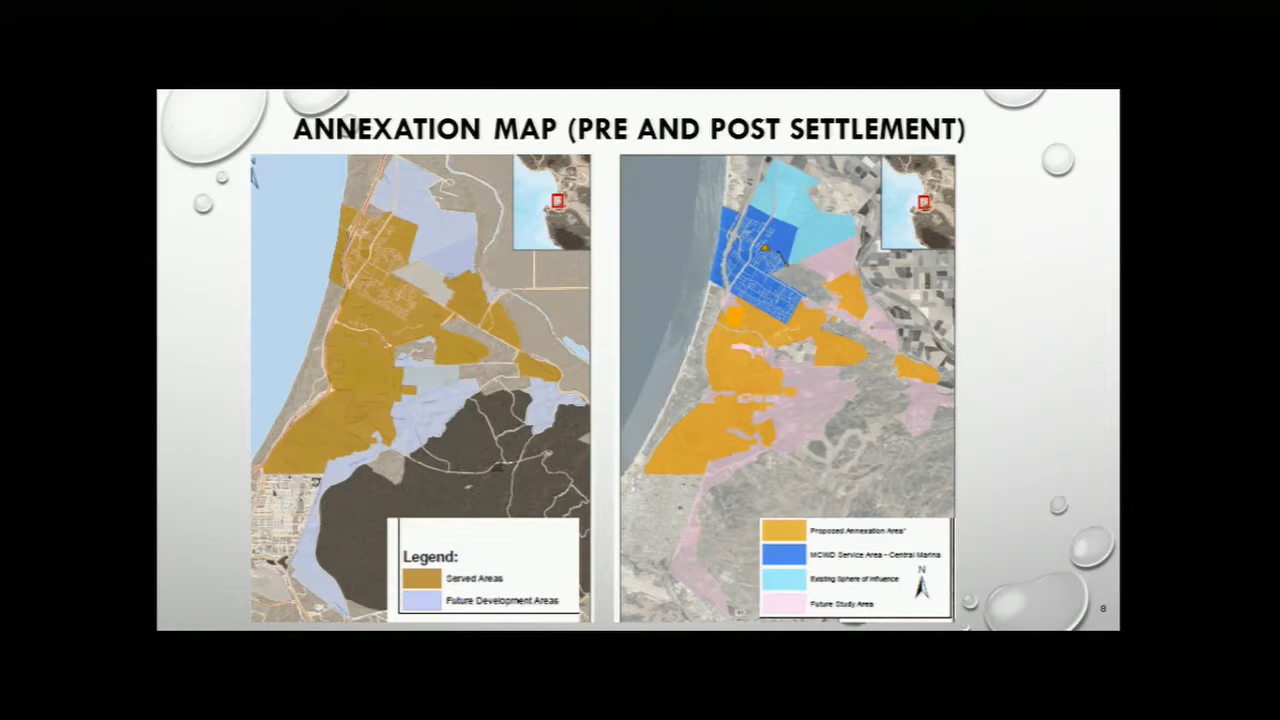 ANNEXATION MAP (PRE AND POST SETTLEMENT)
Legend:
Served Areas
Future Development Areas
Proposed Annexation Area*
MCWD Service Area - Central Marina
Existing Sphere of Influence
Future Study Area
N
8